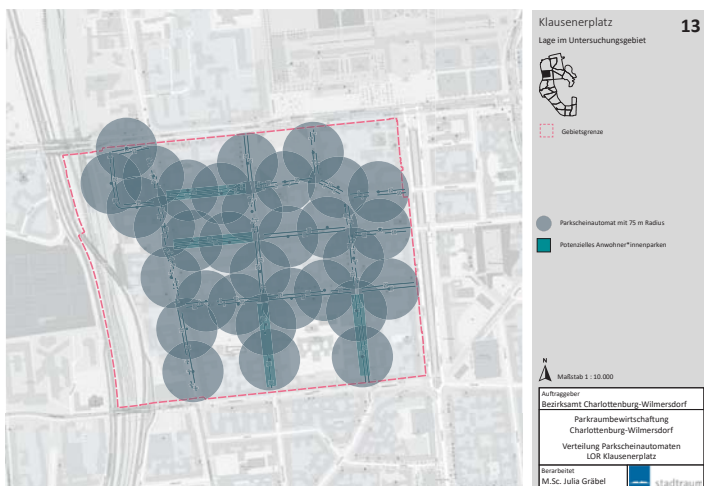 Klausenerplatz
13
Lage im Untersuchungsgebiet
Gebietsgrenze
Parkscheinautomat mit 75 m Radius
Potenzielles Anwohner*innenparken
N
Maßstab 1 : 10.000
Auftraggeber
Bezirksamt Charlottenburg-Wilmersdorf
Parkraumbewirtschaftung
Charlottenburg-Wilmersdorf
Verteilung Parkscheinautomaten
LOR Klausenerplatz
Berarbeitet
M.Sc. Julia Gräbel
stadtraum